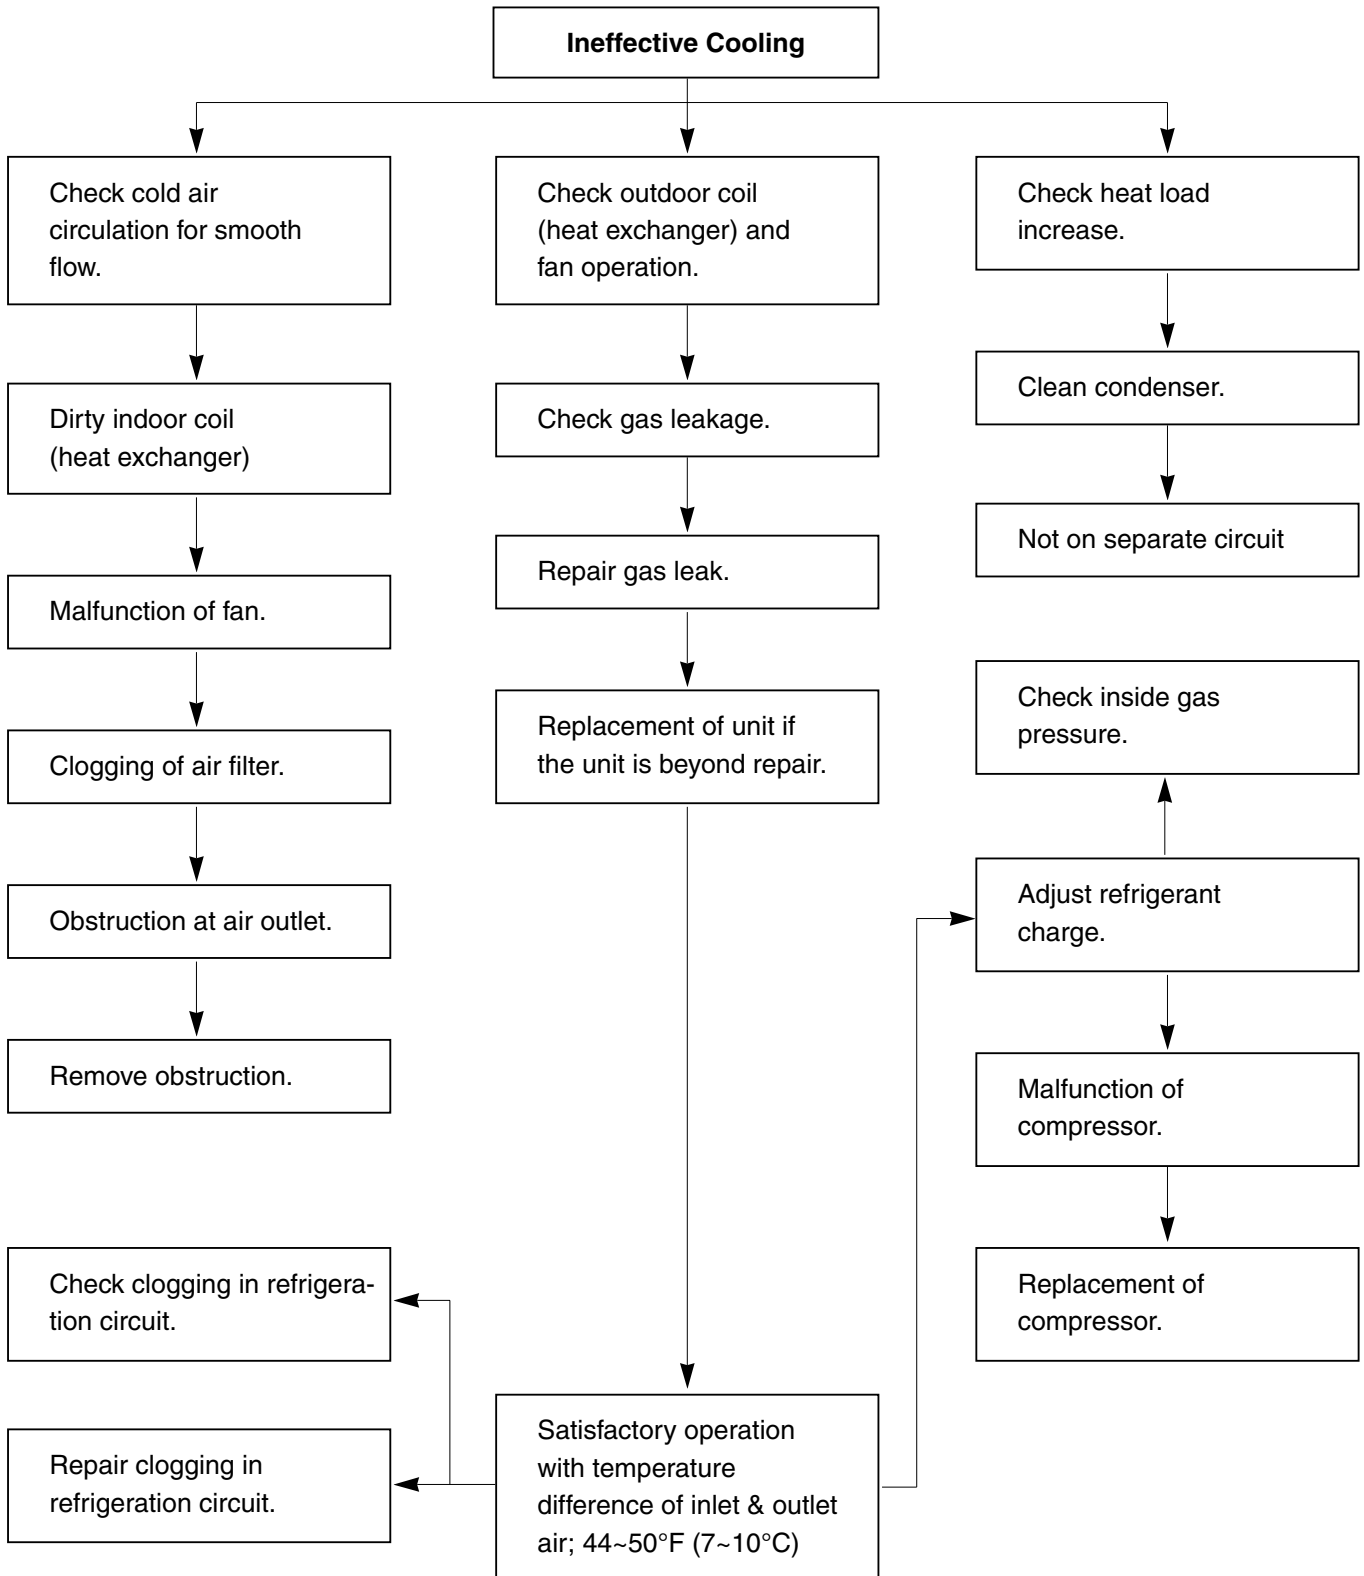 Ineffective Cooling
Check cold air
circulation for smooth
flow.
Dirty indoor coil
(heat exchanger)
Malfunction of fan.
Clogging of air filter.
Obstruction at air outlet.
Remove obstruction.
Check clogging in refrigera-
tion circuit.
Repair clogging in
refrigeration circuit.
Check outdoor coil
(heat exchanger) and
fan operation.
Check gas leakage.
Repair gas leak.
Replacement of unit if
the unit is beyond repair.
Satisfactory operation
with temperature
difference of inlet & outlet
air; 44~50°F (7~10°C)
Check heat load
increase.
Clean condenser.
Not on separate circuit
Check inside gas
pressure.
Adjust refrigerant
charge.
Malfunction of
compressor.
Replacement of
compressor.